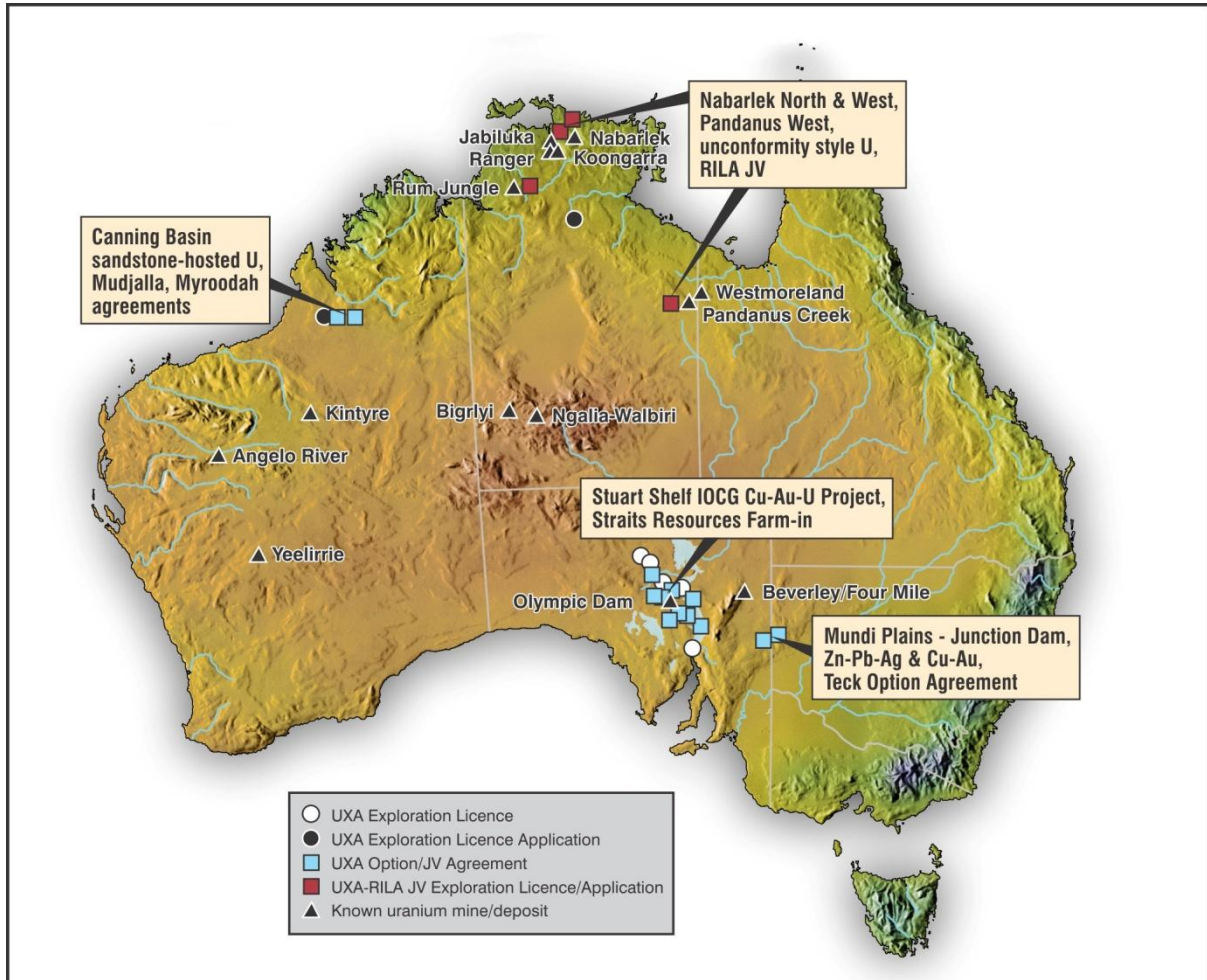 Nabarlek North & West,
Pandanus West,
unconformity style U,
RILA JV
Jabiluka
Nabarlek
Ranger
Koongarra
Rum Jungle
Canning Basin
sandstone-hosted U,
Mudjalla, Myroodah
agreements
Westmoreland
Pandanus Creek
Kintyre
Bigrlyi
Ngalia-Walbiri
Angelo River
Stuart Shelf IOCG Cu-Au-U Project,
Straits Resources Farm-in
Yeelirrie
Olympic Dam
Beverley/Four Mile
Mundi Plains - Junction Dam,
Zn-Pb-Ag & Cu-Au,
Teck Option Agreement
UXA Exploration Licence
UXA Exploration Licence Application
UXA Option/JV Agreement
UXA-RILA JV Exploration Licence/Application
Known uranium mine/deposit